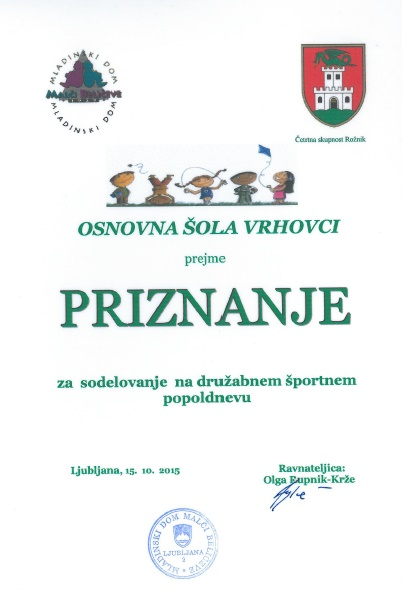 MLADINSKI DOM
MALČI BELIČEVE
MLADINSKI DOM
Četrtna skupnost Rožnik
OSNOVNA ŠOLA VRHOVCI
prejme
PRIZNANJE
za sodelovanje na družabnem športnem
popoldnevu
Ljubljana, 15. 10. 2015
Ravnateljica:
Olga Rupnik-Krže
MLADINSKI DOM MALČI BELIČEVE
LJUBLJANA
2